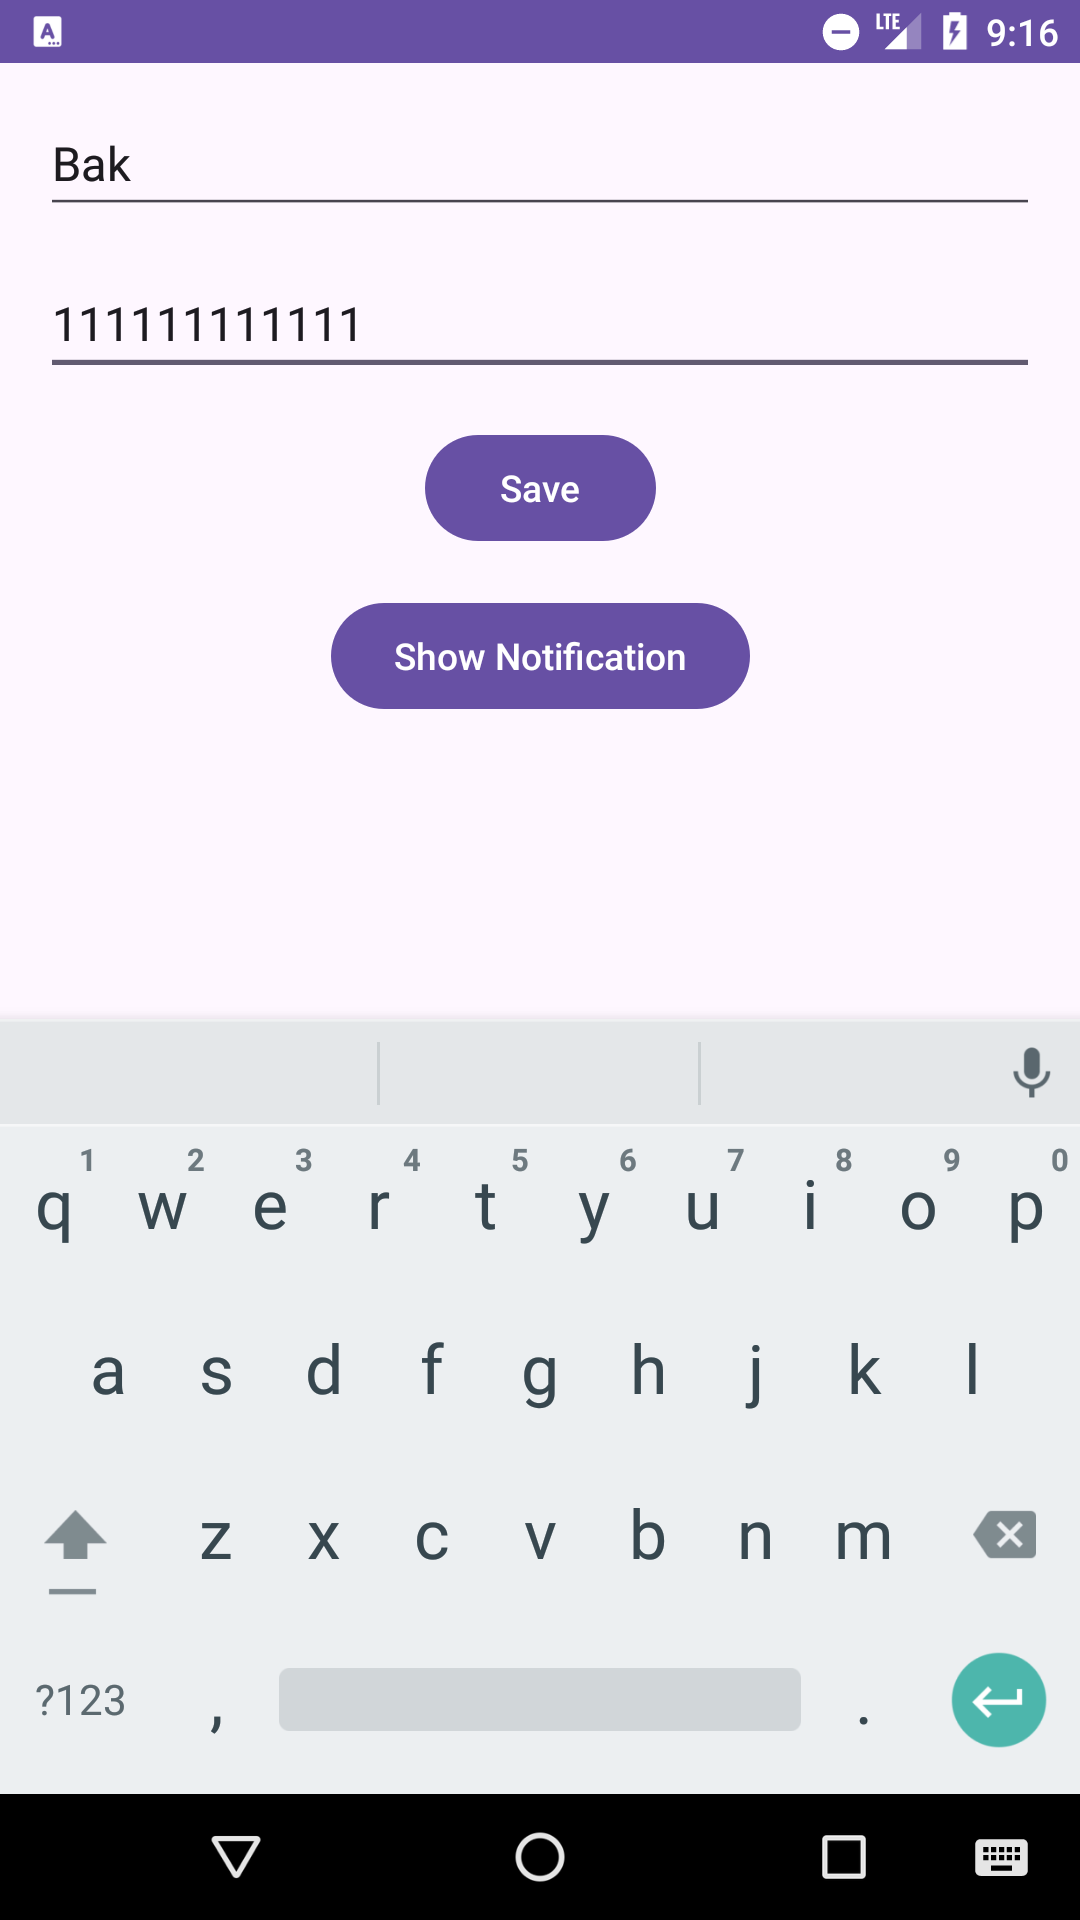 LTE 9:16
Bak
111111111111
Save
Show Notification
1 2 3 4 5 6 7 8 9 0
q w e r t y u i o p
a s d f g h j k l
z x c v b n m
?123 , .